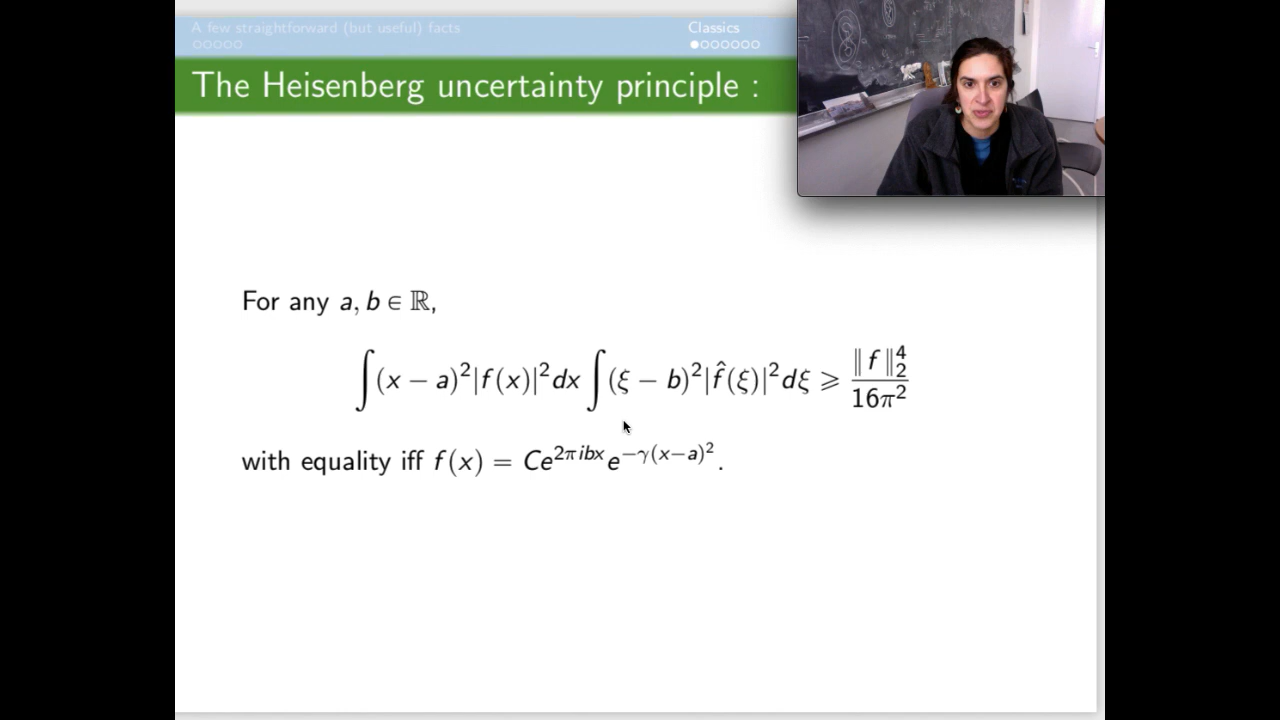 A few straightforward (but useful) facts
Classics
The Heisenberg uncertainty principle :
For any a, b ∈ ℝ,
∫(x − a)²|f(x)|²dx ∫(ξ − b)²|f̂(ξ)|²dξ ⩾ ‖f‖₂⁴ / 16π²
with equality iff f(x) = Ce^{2πibx}e^{−γ(x−a)²}.